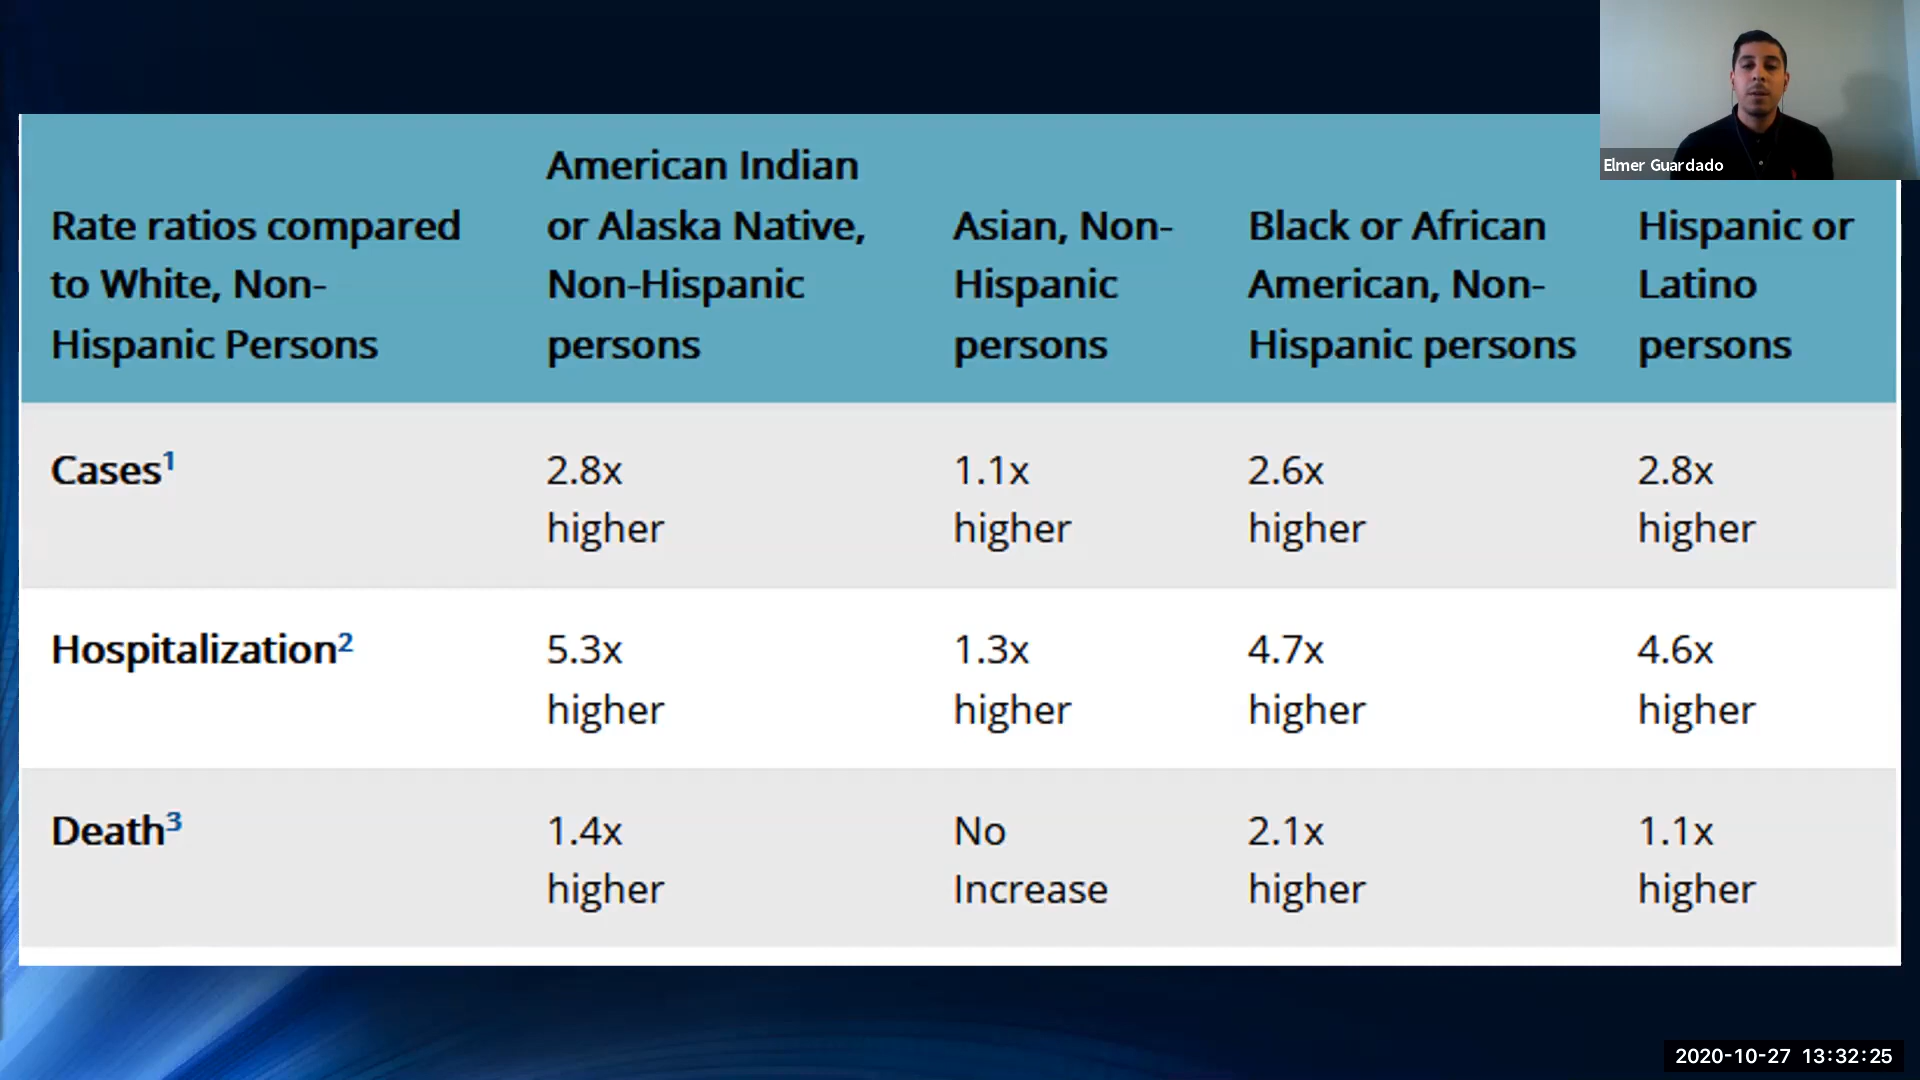 Elmer Guardado
Rate ratios compared
to White, Non-
Hispanic Persons
American Indian
or Alaska Native,
Non-Hispanic
persons
Asian, Non-
Hispanic
persons
Black or African
American, Non-
Hispanic persons
Hispanic or
Latino
persons
Cases1
2.8x
higher
1.1x
higher
2.6x
higher
2.8x
higher
Hospitalization2
5.3x
higher
1.3x
higher
4.7x
higher
4.6x
higher
Death3
1.4x
higher
No
Increase
2.1x
higher
1.1x
higher
2020-10-27 13:32:25